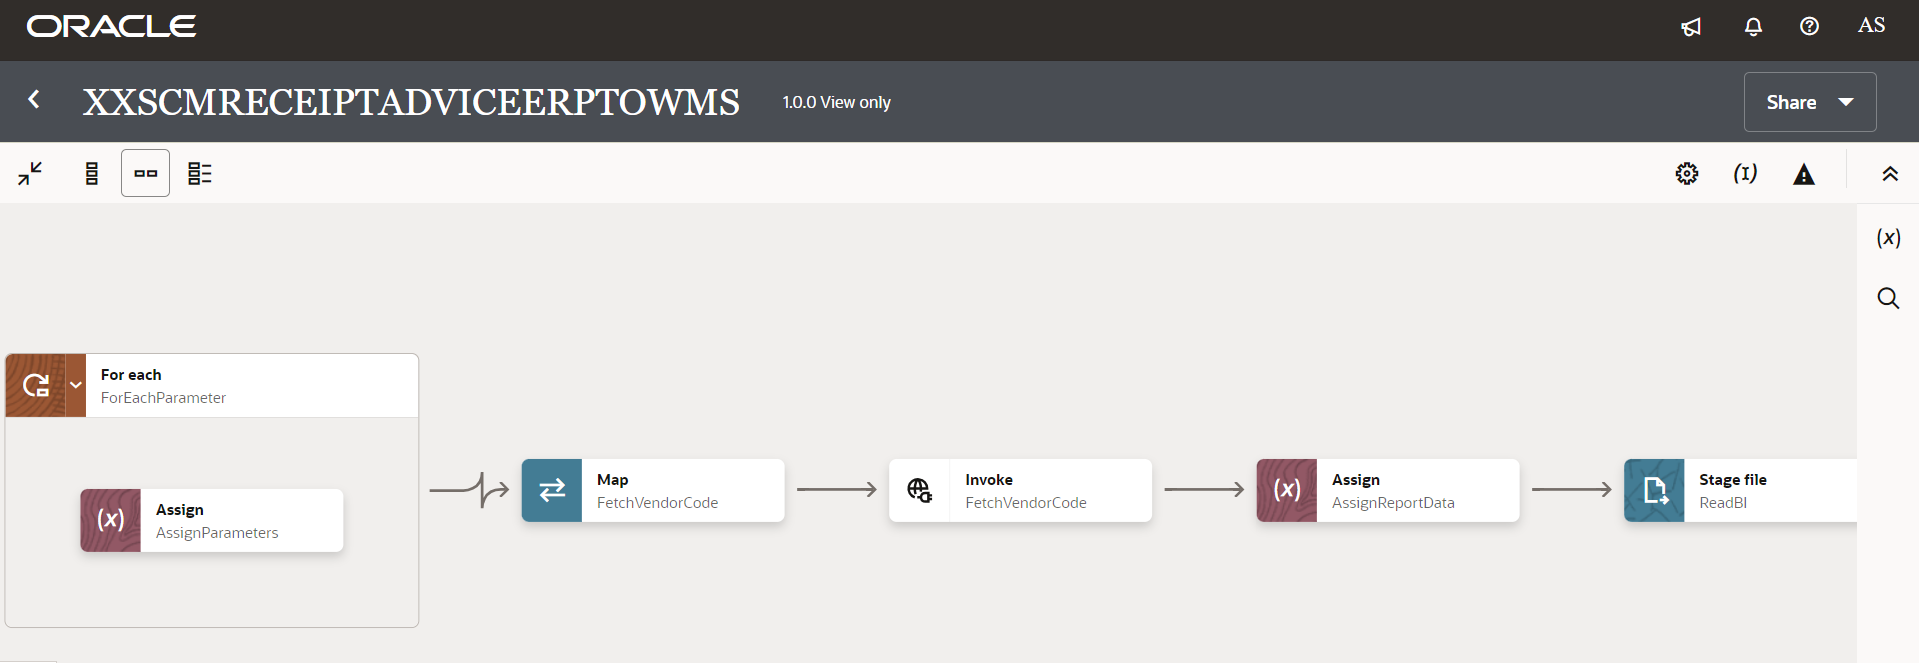 ORACLE
AS
XXSCMRECEIPTADVICEERPTOWMS
1.0.0 View only
Share
(I)
(x)
For each
ForEachParameter
(x)
Assign
AssignParameters
Map
FetchVendorCode
Invoke
FetchVendorCode
(x)
Assign
AssignReportData
Stage file
ReadBI